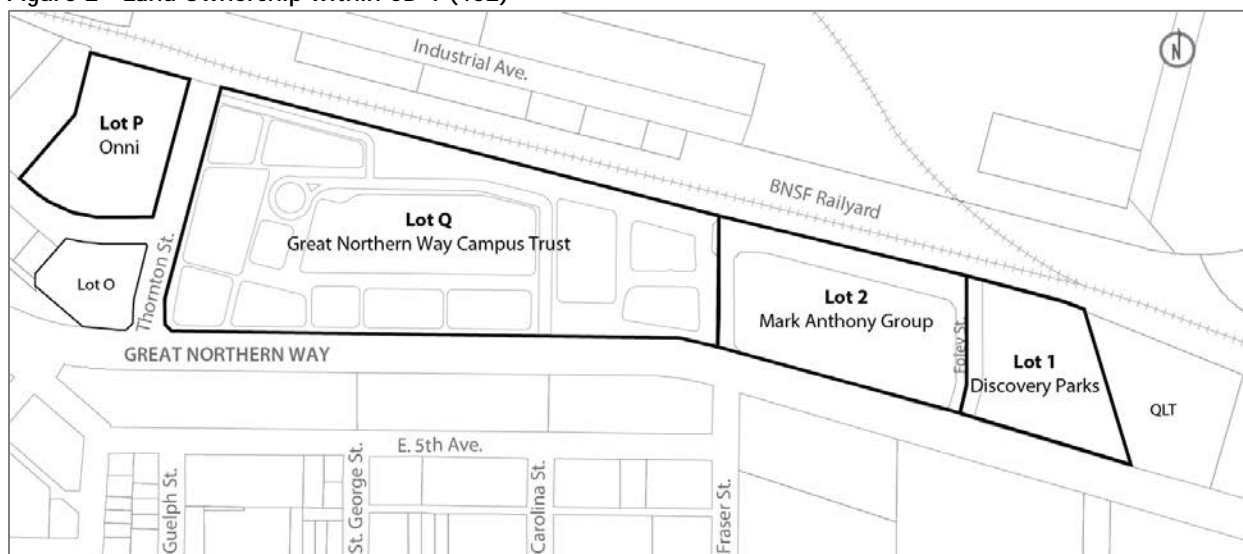 Industrial Ave.
N
Lot P
Onni
BNSF Railyard
Lot Q
Great Northern Way Campus Trust
Thornton St.
Lot O
Lot 2
Mark Anthony Group
Foley St.
Lot 1
Discovery Parks
QLT
GREAT NORTHERN WAY
E. 5th Ave.
Guelph St.
St. George St.
Carolina St.
Fraser St.